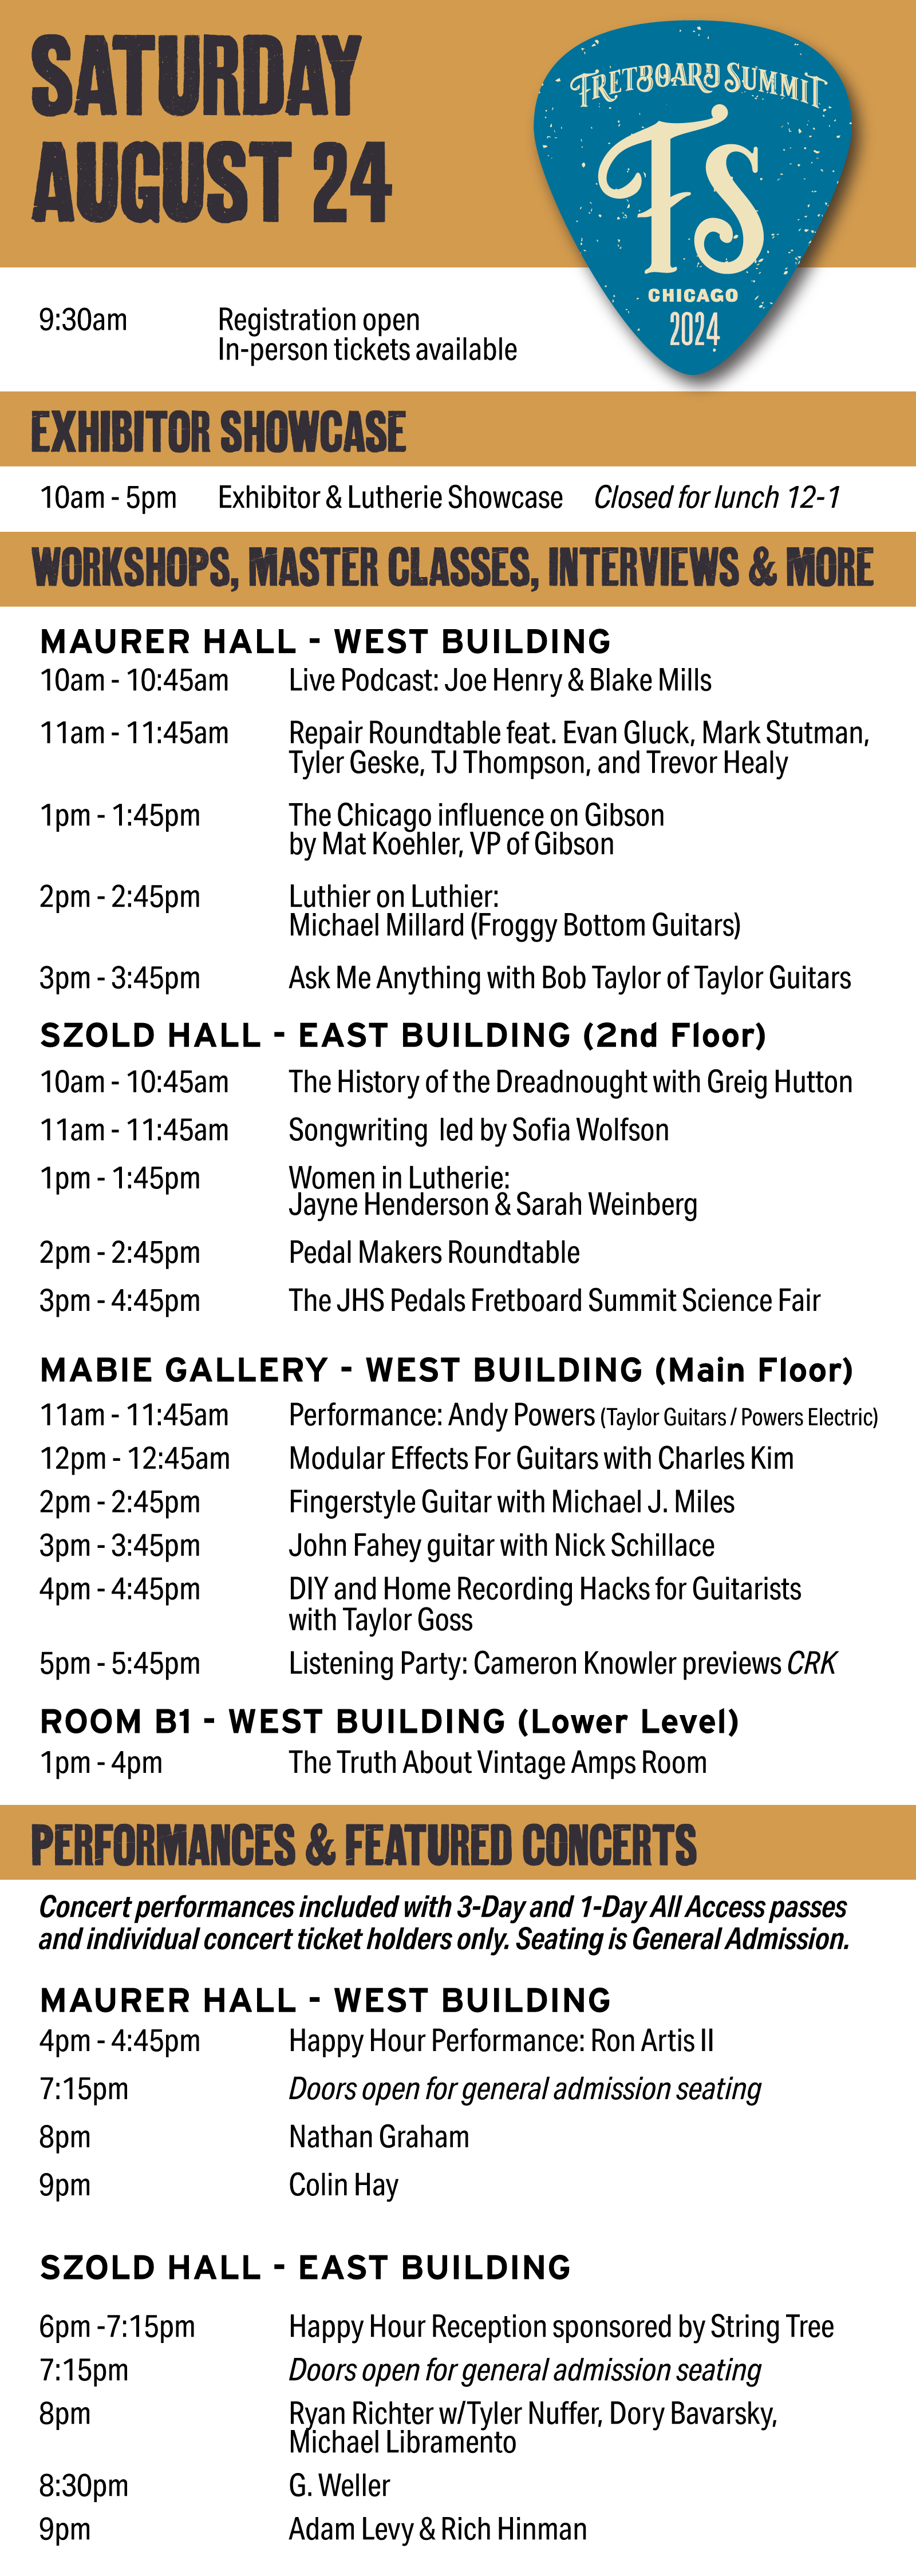 SATURDAY
AUGUST 24
FRETBOARD SUMMIT
FS
CHICAGO
2024
9:30am Registration open
In-person tickets available
EXHIBITOR SHOWCASE
10am - 5pm Exhibitor & Lutherie Showcase Closed for lunch 12-1
WORKSHOPS, MASTER CLASSES, INTERVIEWS & MORE
MAURER HALL - WEST BUILDING
10am - 10:45am Live Podcast: Joe Henry & Blake Mills
11am - 11:45am Repair Roundtable feat. Evan Gluck, Mark Stutman,
Tyler Geske, TJ Thompson, and Trevor Healy
1pm - 1:45pm The Chicago influence on Gibson
by Mat Koehler, VP of Gibson
2pm - 2:45pm Luthier on Luthier:
Michael Millard (Froggy Bottom Guitars)
3pm - 3:45pm Ask Me Anything with Bob Taylor of Taylor Guitars
SZOLD HALL - EAST BUILDING (2nd Floor)
10am - 10:45am The History of the Dreadnought with Greig Hutton
11am - 11:45am Songwriting led by Sofia Wolfson
1pm - 1:45pm Women in Lutherie:
Jayne Henderson & Sarah Weinberg
2pm - 2:45pm Pedal Makers Roundtable
3pm - 4:45pm The JHS Pedals Fretboard Summit Science Fair
MABIE GALLERY - WEST BUILDING (Main Floor)
11am - 11:45am Performance: Andy Powers (Taylor Guitars / Powers Electric)
12pm - 12:45am Modular Effects For Guitars with Charles Kim
2pm - 2:45pm Fingerstyle Guitar with Michael J. Miles
3pm - 3:45pm John Fahey guitar with Nick Schillace
4pm - 4:45pm DIY and Home Recording Hacks for Guitarists
with Taylor Goss
5pm - 5:45pm Listening Party: Cameron Knowler previews CRK
ROOM B1 - WEST BUILDING (Lower Level)
1pm - 4pm The Truth About Vintage Amps Room
PERFORMANCES & FEATURED CONCERTS
Concert performances included with 3-Day and 1-Day All Access passes
and individual concert ticket holders only. Seating is General Admission.
MAURER HALL - WEST BUILDING
4pm - 4:45pm Happy Hour Performance: Ron Artis II
7:15pm Doors open for general admission seating
8pm Nathan Graham
9pm Colin Hay
SZOLD HALL - EAST BUILDING
6pm -7:15pm Happy Hour Reception sponsored by String Tree
7:15pm Doors open for general admission seating
8pm Ryan Richter w/Tyler Nuffer, Dory Bavarsky,
Michael Libramento
8:30pm G. Weller
9pm Adam Levy & Rich Hinman